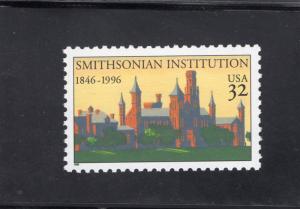 SMITHSONIAN INSTITUTION
1846-1996
USA
32